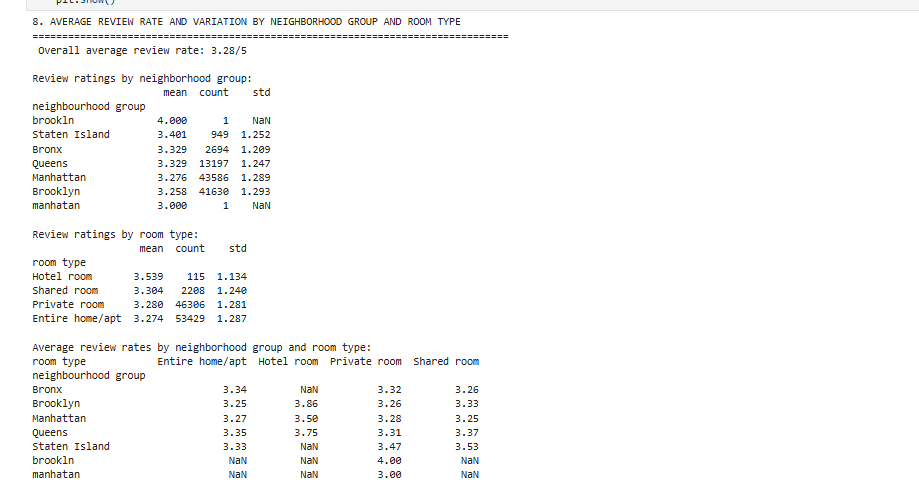 plt.show()
8. AVERAGE REVIEW RATE AND VARIATION BY NEIGHBORHOOD GROUP AND ROOM TYPE
================================================================================
Overall average review rate: 3.28/5
Review ratings by neighborhood group:
mean count std
neighbourhood group
brookln 4.000 1 NaN
Staten Island 3.401 949 1.252
Bronx 3.329 2694 1.209
Queens 3.329 13197 1.247
Manhattan 3.276 43586 1.289
Brooklyn 3.258 41630 1.293
manhatan 3.000 1 NaN
Review ratings by room type:
mean count std
room type
Hotel room 3.539 115 1.134
Shared room 3.304 2208 1.240
Private room 3.280 46306 1.281
Entire home/apt 3.274 53429 1.287
Average review rates by neighborhood group and room type:
room type Entire home/apt Hotel room Private room Shared room
neighbourhood group
Bronx 3.34 NaN 3.32 3.26
Brooklyn 3.25 3.86 3.26 3.33
Manhattan 3.27 3.50 3.28 3.25
Queens 3.35 3.75 3.31 3.37
Staten Island 3.33 NaN 3.47 3.53
brookln NaN NaN 4.00 NaN
manhatan NaN NaN 3.00 NaN